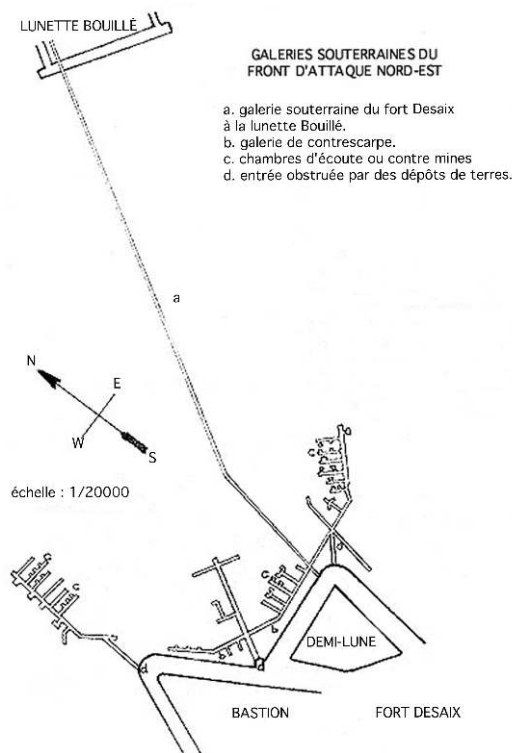 LUNETTE BOUILLÉ
GALERIES SOUTERRAINES DU
FRONT D'ATTAQUE NORD-EST
a. galerie souterraine du fort Desaix
à la lunette Bouillé.
b. galerie de contrescarpe.
c. chambres d'écoute ou contre mines
d. entrée obstruée par des dépôts de terres.
a
N
E
W
S
échelle : 1/20000
c
c
c
c
d
b
d
d
DEMI-LUNE
BASTION
FORT DESAIX